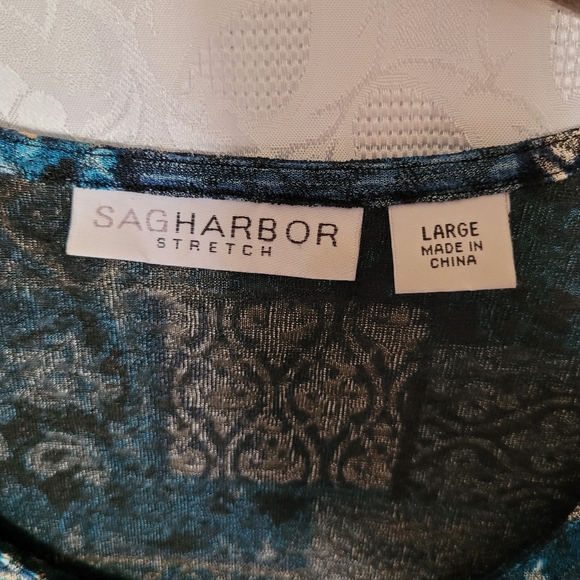 SAGHARBOR
STRETCH
LARGE
MADE IN
CHINA